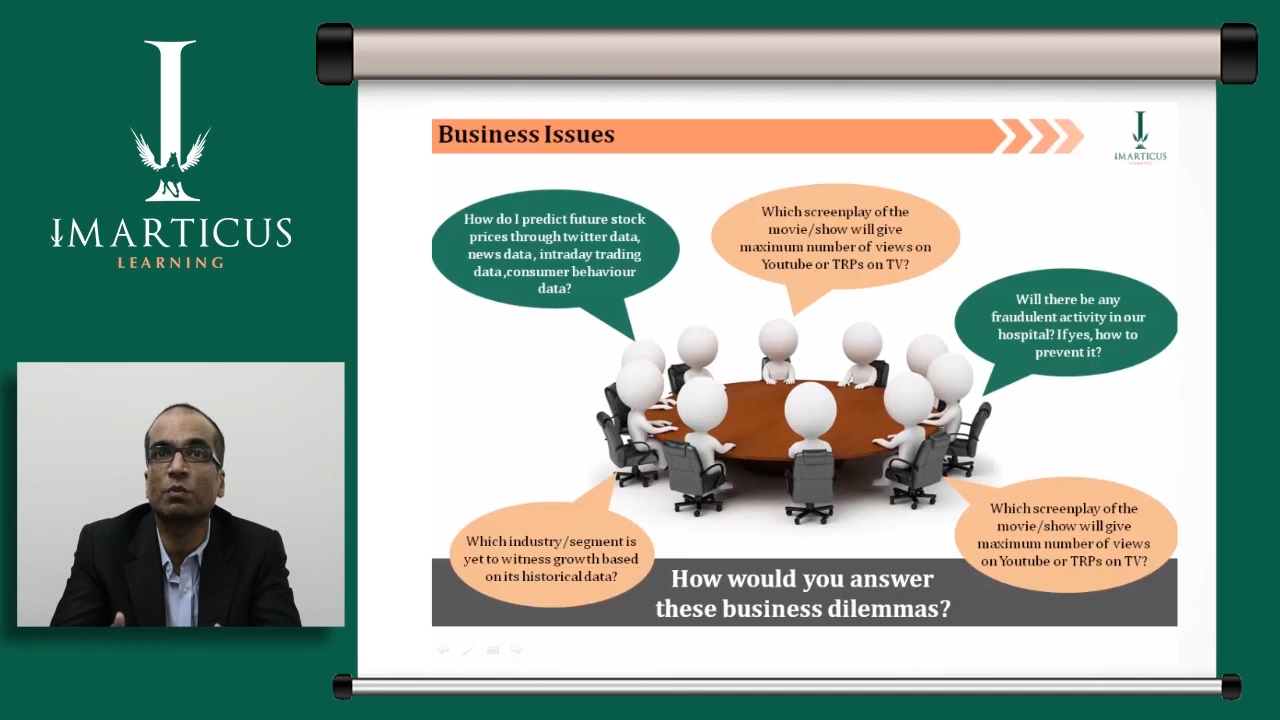 IMARTICUS
LEARNING
Business Issues
IMARTICUS
LEARNING
How do I predict future stock
prices through twitter data,
news data , intraday trading
data ,consumer behaviour
data?
Which screenplay of the
movie/show will give
maximum number of views on
Youtube or TRPs on TV?
Will there be any
fraudulent activity in our
hospital? If yes, how to
prevent it?
Which industry/segment is
yet to witness growth based
on its historical data?
Which screenplay of the
movie/show will give
maximum number of views
on Youtube or TRPs on TV?
How would you answer
these business dilemmas?